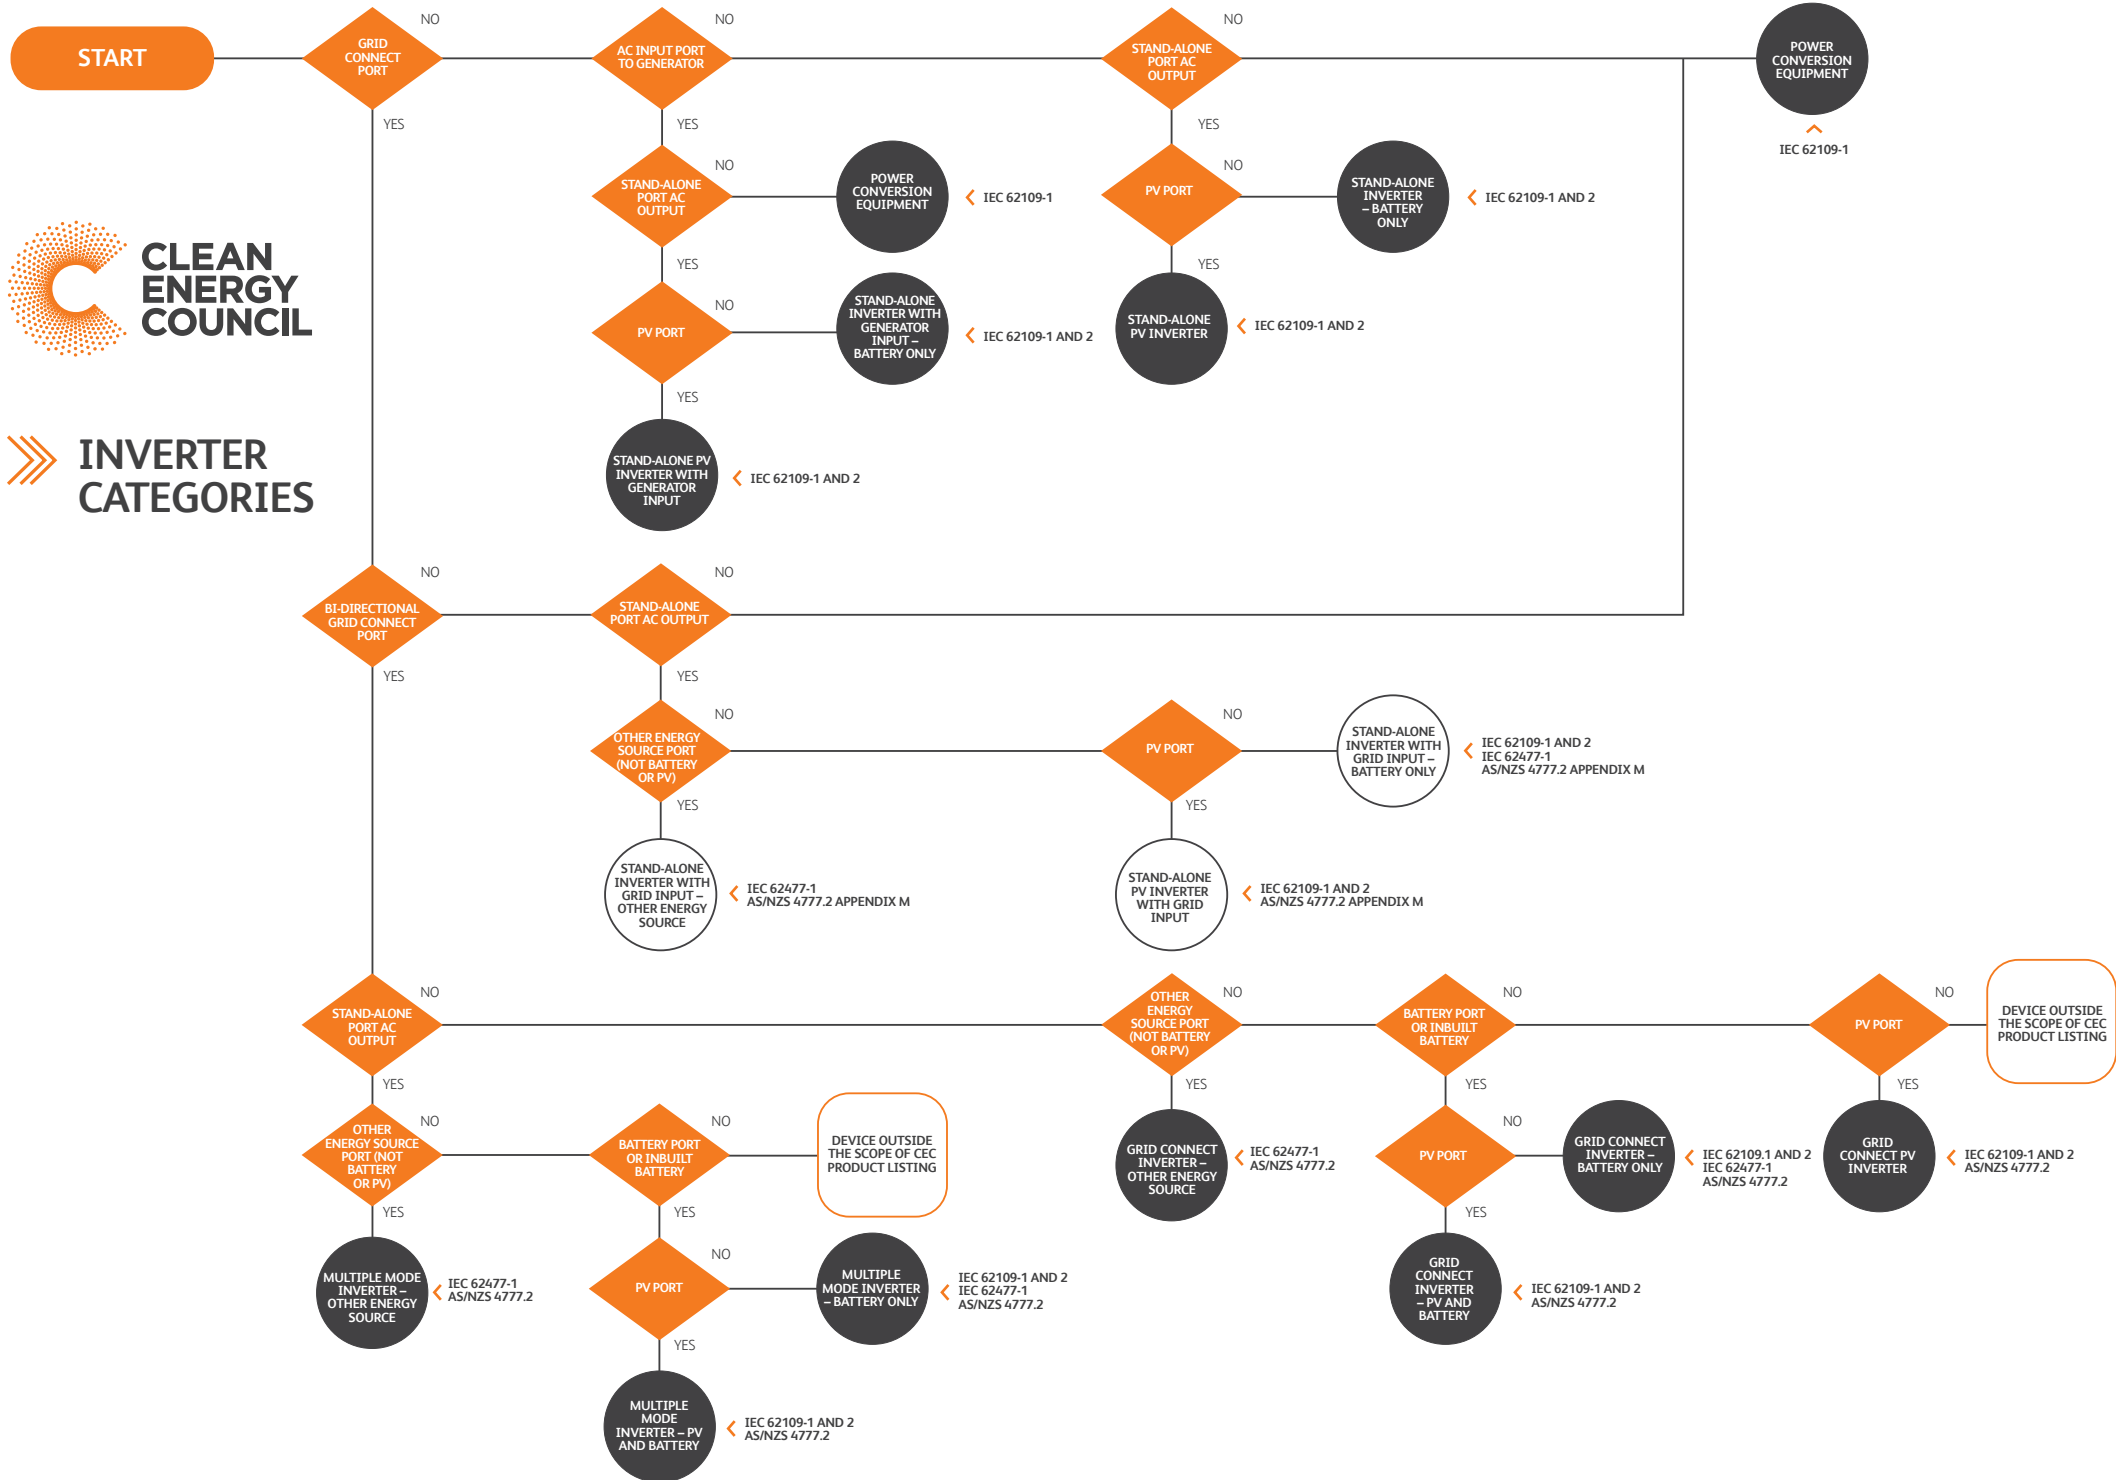 START
GRID
CONNECT
PORT
NO
YES
AC INPUT PORT
TO GENERATOR
NO
YES
STAND-ALONE
PORT AC
OUTPUT
NO
YES
POWER
CONVERSION
EQUIPMENT
IEC 62109-1
STAND-ALONE
PORT AC
OUTPUT
NO
YES
POWER
CONVERSION
EQUIPMENT
IEC 62109-1
PV PORT
NO
YES
STAND-ALONE
INVERTER
– BATTERY
ONLY
IEC 62109-1 AND 2
CLEAN
ENERGY
COUNCIL
PV PORT
NO
YES
STAND-ALONE
INVERTER WITH
GENERATOR
INPUT –
BATTERY ONLY
IEC 62109-1 AND 2
STAND-ALONE
PV INVERTER
IEC 62109-1 AND 2
INVERTER
CATEGORIES
STAND-ALONE PV
INVERTER WITH
GENERATOR
INPUT
IEC 62109-1 AND 2
BI-DIRECTIONAL
GRID CONNECT
PORT
NO
YES
STAND-ALONE
PORT AC OUTPUT
NO
YES
OTHER ENERGY
SOURCE PORT
(NOT BATTERY
OR PV)
NO
YES
PV PORT
NO
YES
STAND-ALONE
INVERTER WITH
GRID INPUT –
BATTERY ONLY
IEC 62109-1 AND 2
IEC 62477-1
AS/NZS 4777.2 APPENDIX M
STAND-ALONE
INVERTER WITH
GRID INPUT –
OTHER ENERGY
SOURCE
IEC 62477-1
AS/NZS 4777.2 APPENDIX M
STAND-ALONE
PV INVERTER
WITH GRID
INPUT
IEC 62109-1 AND 2
AS/NZS 4777.2 APPENDIX M
STAND-ALONE
PORT AC
OUTPUT
NO
YES
OTHER
ENERGY
SOURCE PORT
(NOT BATTERY
OR PV)
NO
YES
BATTERY PORT
OR INBUILT
BATTERY
NO
YES
PV PORT
NO
YES
DEVICE OUTSIDE
THE SCOPE OF CEC
PRODUCT LISTING
OTHER
ENERGY SOURCE
PORT (NOT
BATTERY
OR PV)
NO
YES
BATTERY PORT
OR INBUILT
BATTERY
NO
YES
DEVICE OUTSIDE
THE SCOPE OF CEC
PRODUCT LISTING
GRID CONNECT
INVERTER –
OTHER ENERGY
SOURCE
IEC 62477-1
AS/NZS 4777.2
PV PORT
NO
YES
GRID CONNECT
INVERTER –
BATTERY ONLY
IEC 62109.1 AND 2
IEC 62477-1
AS/NZS 4777.2
GRID
CONNECT PV
INVERTER
IEC 62109-1 AND 2
AS/NZS 4777.2
MULTIPLE MODE
INVERTER –
OTHER ENERGY
SOURCE
IEC 62477-1
AS/NZS 4777.2
PV PORT
NO
YES
MULTIPLE
MODE INVERTER
– BATTERY ONLY
IEC 62109-1 AND 2
IEC 62477-1
AS/NZS 4777.2
GRID
CONNECT
INVERTER
– PV AND
BATTERY
IEC 62109-1 AND 2
AS/NZS 4777.2
MULTIPLE
MODE
INVERTER – PV
AND BATTERY
IEC 62109-1 AND 2
AS/NZS 4777.2